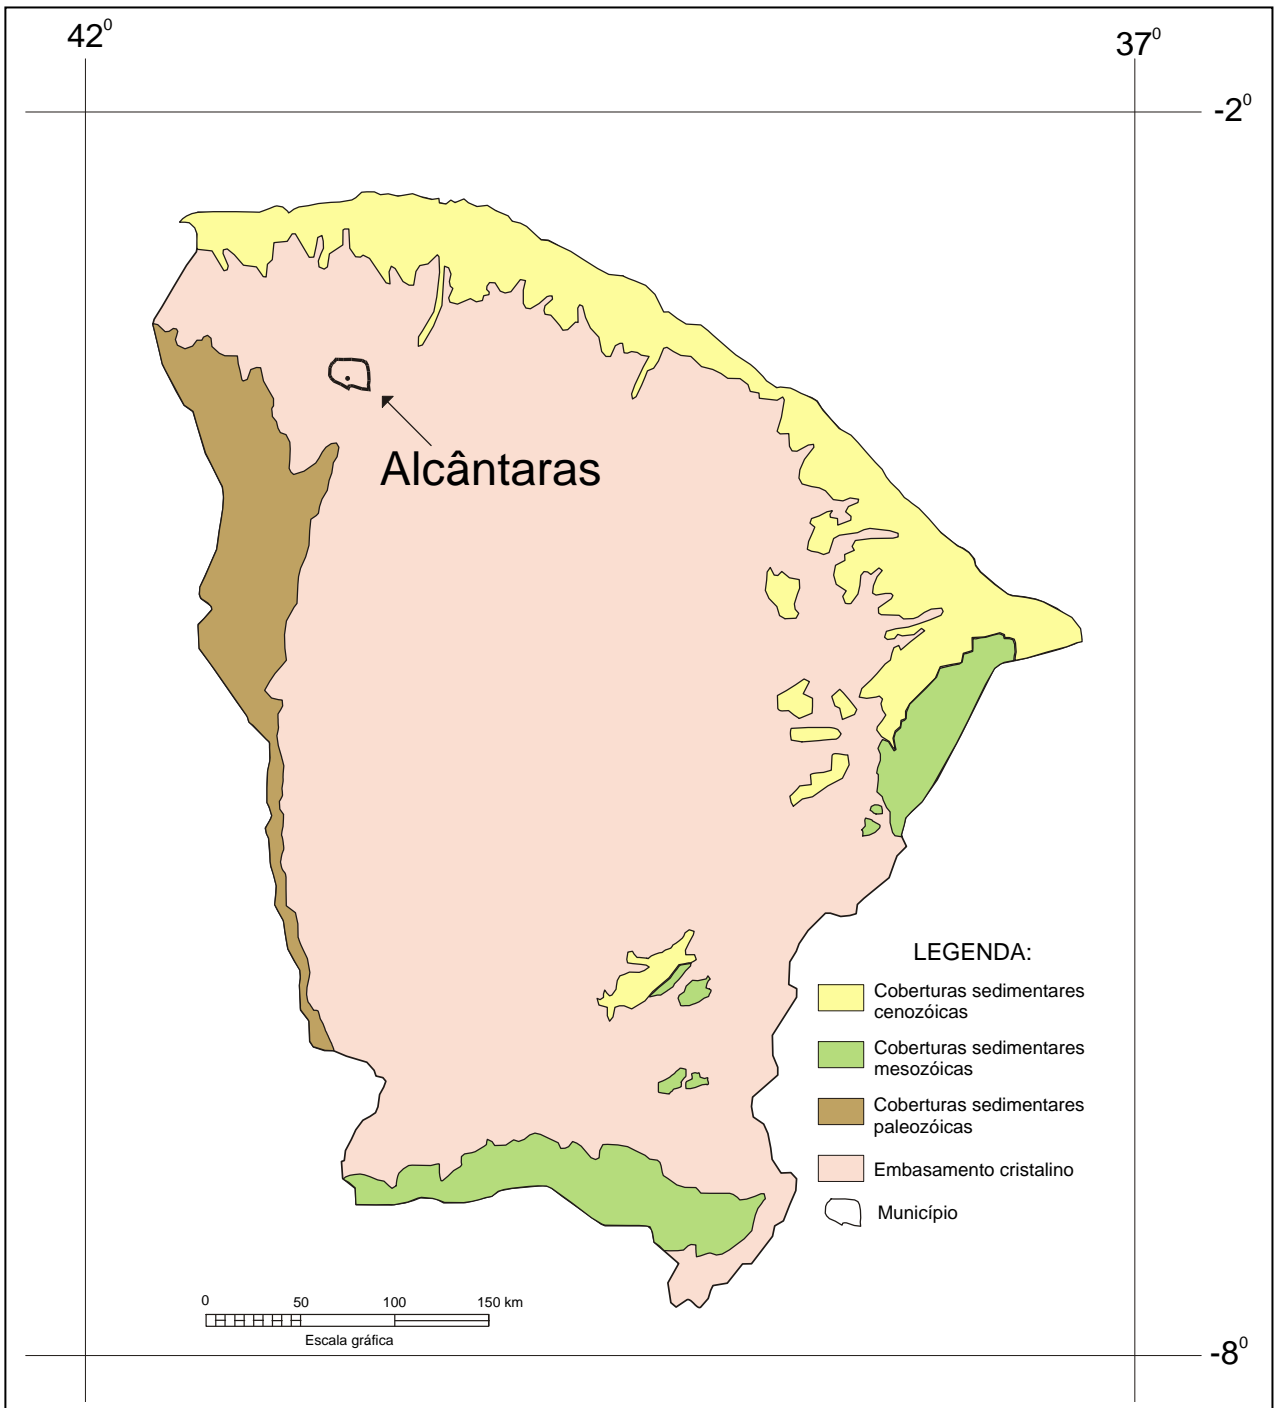 42⁰
37⁰
-2⁰
Alcântaras
LEGENDA:
Coberturas sedimentares
cenozóicas
Coberturas sedimentares
mesozóicas
Coberturas sedimentares
paleozóicas
Embasamento cristalino
Município
0 50 100 150 km
Escala gráfica
-8⁰